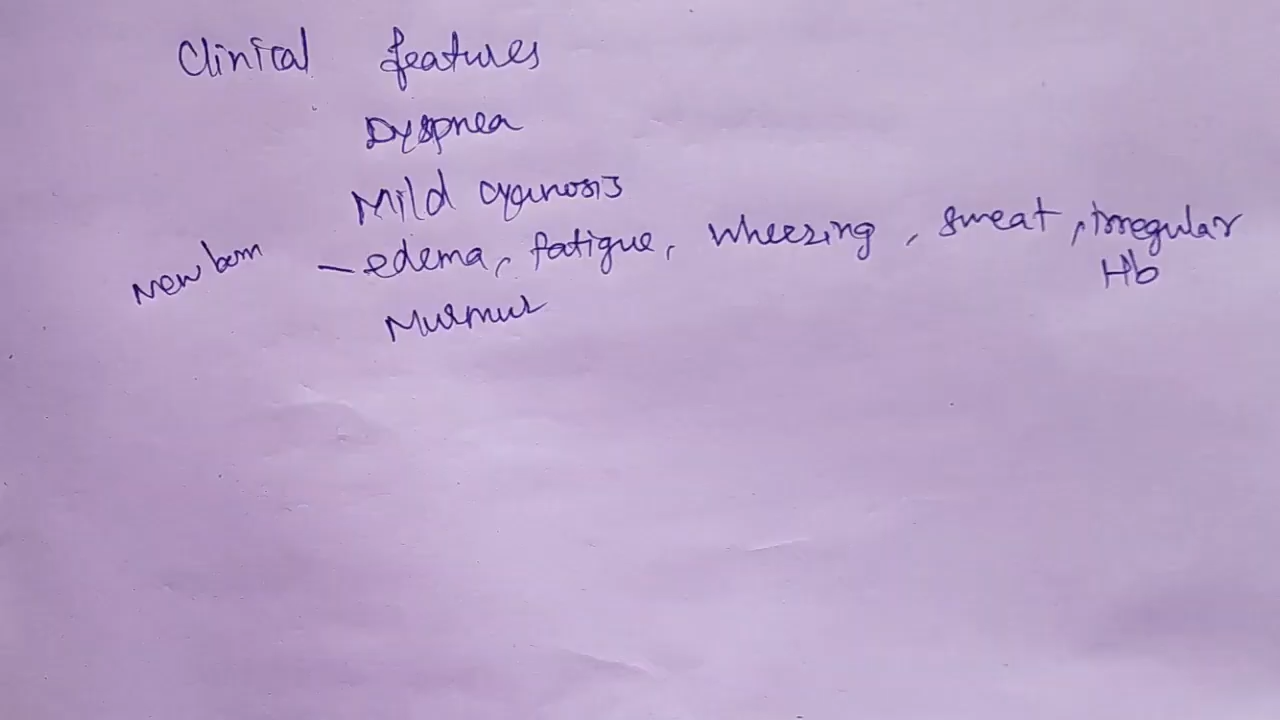 Clinical features
Dyspnea
Mild cyanosis
New born - edema, fatigue, wheezing, sweat, irregular
Hb
Murmur